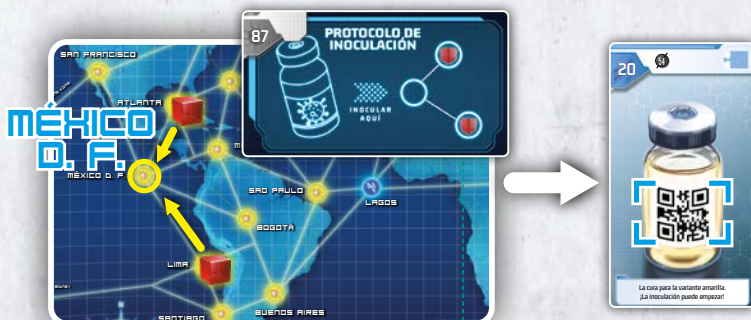 87
PROTOCOLO DE
INOCULACIÓN
INOCULAR
AQUÍ
SAN FRANCISCO
ATLANTA
MÉXICO
D. F.
MÉXICO D. F.
SAO PAULO
LAGOS
BOGOTÁ
LIMA
SANTIAGO
BUENOS AIRES
20
54
La cura para la variante amarilla.
¡La inoculación puede empezar!